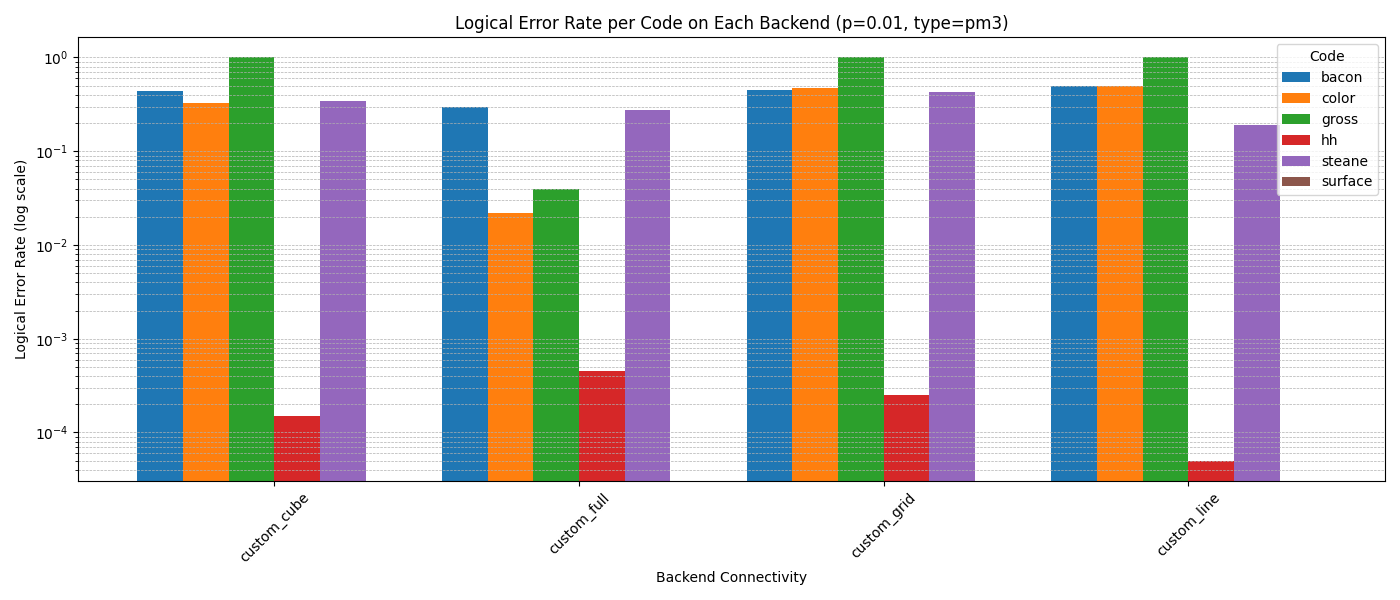 Logical Error Rate per Code on Each Backend (p=0.01, type=pm3)
Logical Error Rate (log scale)
10^0
10^-1
10^-2
10^-3
10^-4
Code
bacon
color
gross
hh
steane
surface
custom_cube
custom_full
custom_grid
custom_line
Backend Connectivity